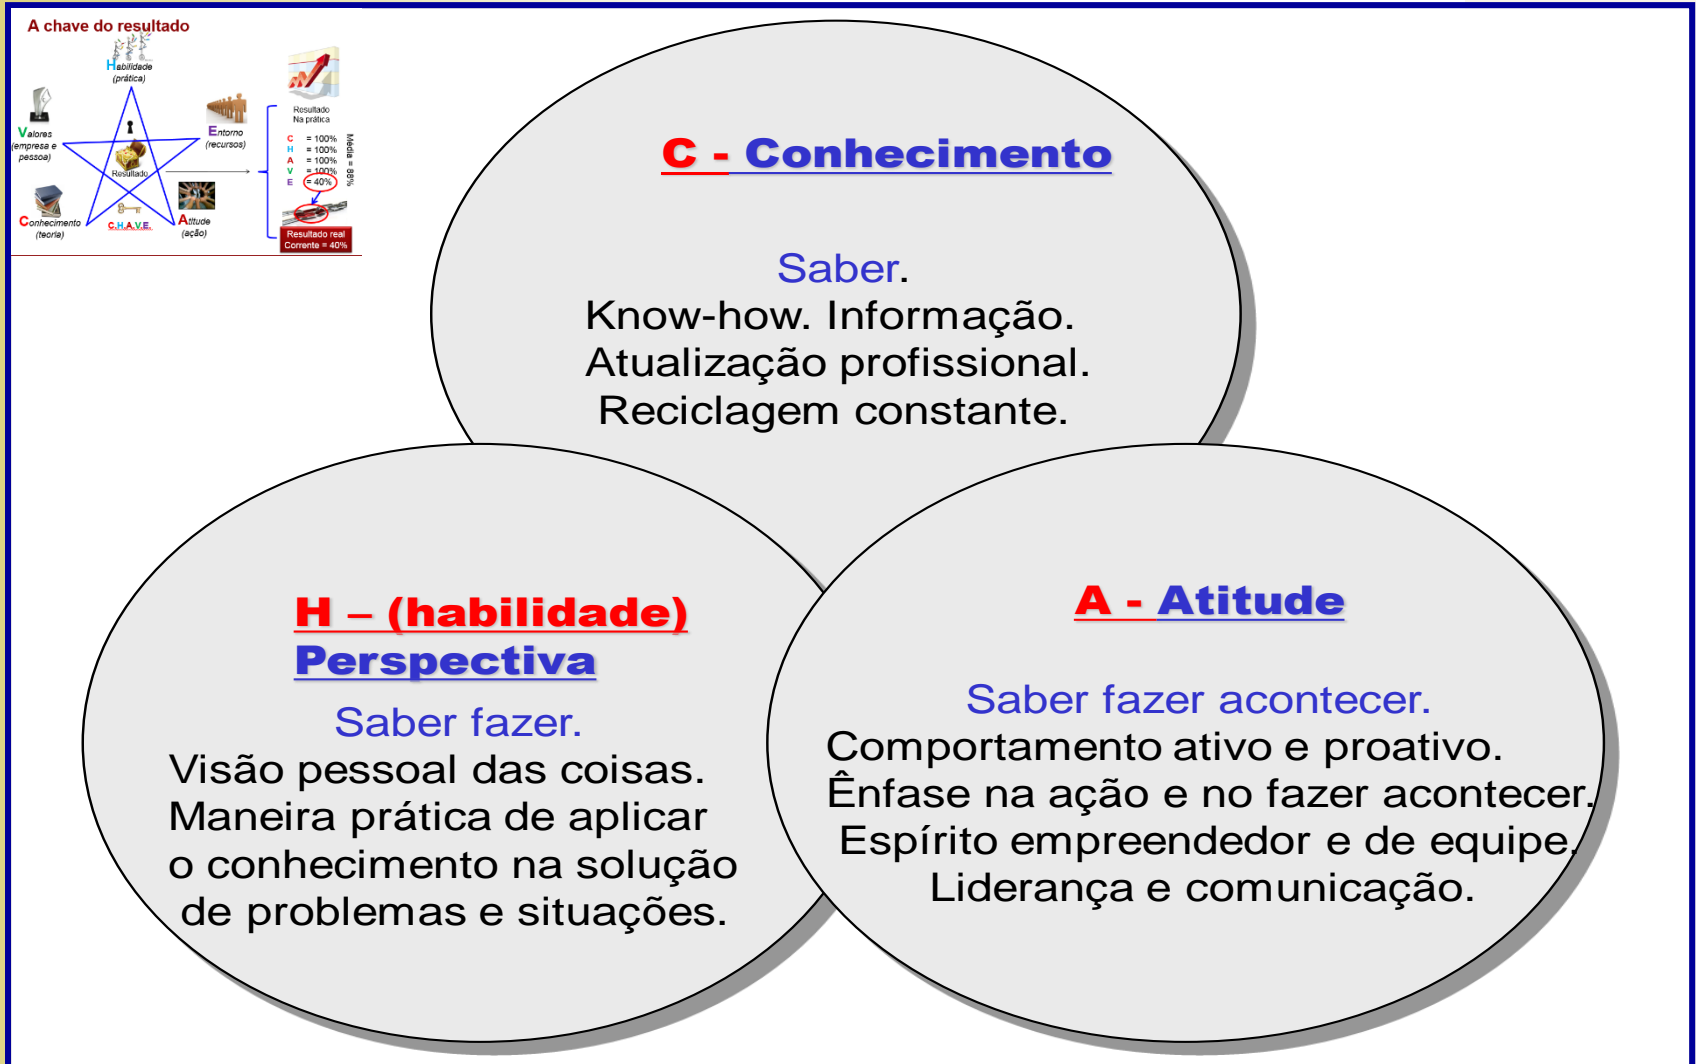 A chave do resultado
Habilidade
(prática)
Valores
(empresa e
pessoa)
Entorno
(recursos)
Resultado
Conhecimento
(teoria)
C.H.A.V.E.
Atitude
(ação)
Resultado
Na prática
C = 100%
H = 100%
A = 100%
V = 100%
E = 40%
Média = 88%
Resultado real
Corrente = 40%
C - Conhecimento
Saber.
Know-how. Informação.
Atualização profissional.
Reciclagem constante.
H – (habilidade)
Perspectiva
Saber fazer.
Visão pessoal das coisas.
Maneira prática de aplicar
o conhecimento na solução
de problemas e situações.
A - Atitude
Saber fazer acontecer.
Comportamento ativo e proativo.
Ênfase na ação e no fazer acontecer.
Espírito empreendedor e de equipe.
Liderança e comunicação.